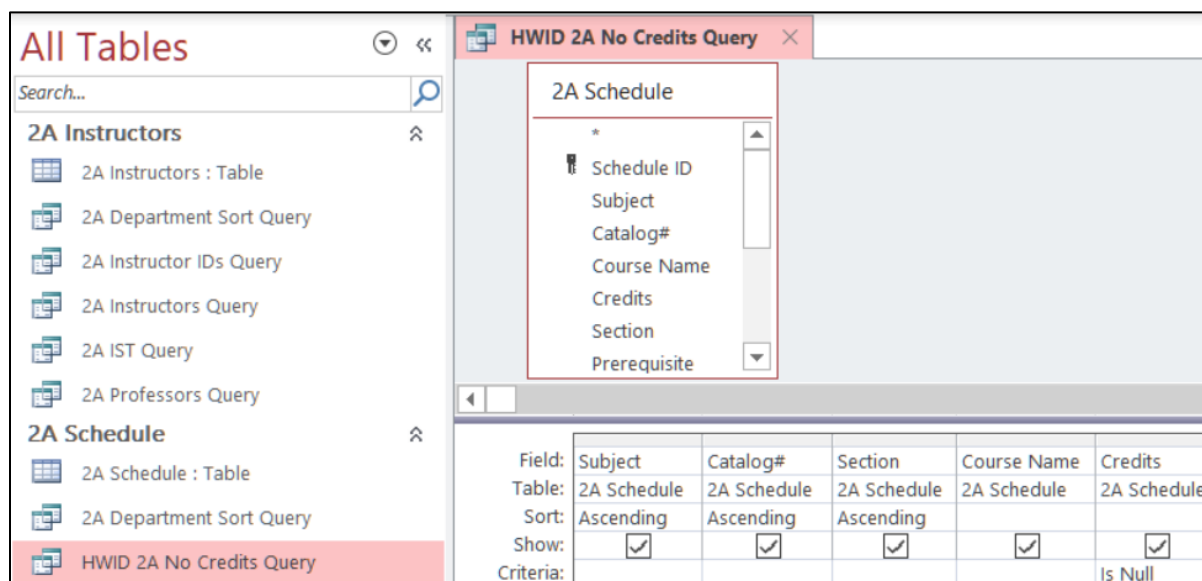 All Tables
Search...
2A Instructors
2A Instructors : Table
2A Department Sort Query
2A Instructor IDs Query
2A Instructors Query
2A IST Query
2A Professors Query
2A Schedule
2A Schedule : Table
2A Department Sort Query
HWID 2A No Credits Query
HWID 2A No Credits Query
2A Schedule
*
Schedule ID
Subject
Catalog#
Course Name
Credits
Section
Prerequisite
Field: Subject Catalog# Section Course Name Credits
Table: 2A Schedule 2A Schedule 2A Schedule 2A Schedule 2A Schedule
Sort: Ascending Ascending Ascending
Show:
Criteria: Is Null